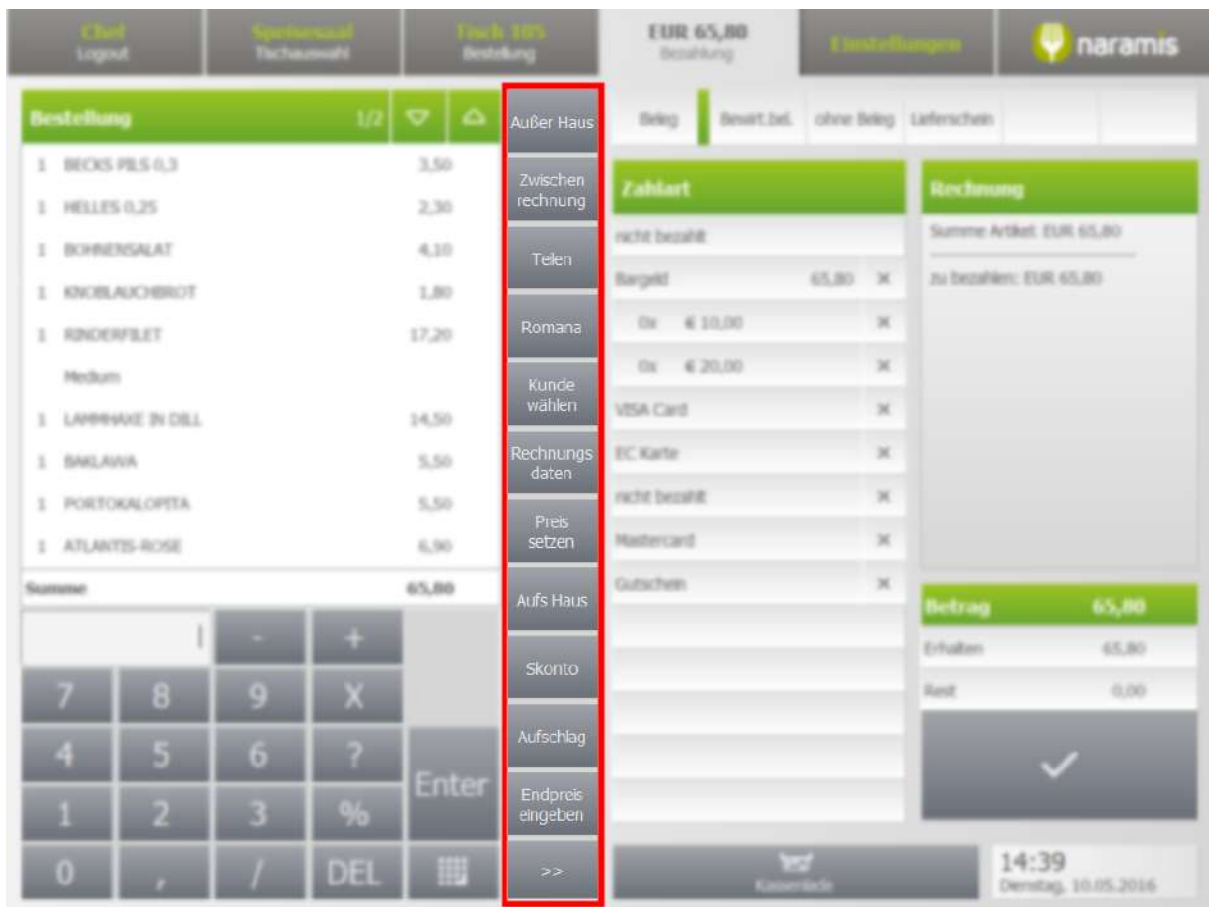 Chef
Logout
Speisesaal
Tischauswahl
Tisch 105
Bestellung
EUR 65,80
Bezahlung
Einstellungen
naramis
Bestellung 1/2
1 BECKS PILS 0,3 3,50
1 HELLES 0,25 2,30
1 BOHNENSALAT 4,10
1 KNOBLAUCHBROT 1,80
1 RINDERFILET 17,20
Medium
1 LAMMHAXE IN DILL 14,50
1 BAKLAWA 5,50
1 PORTOKALOPITA 5,50
1 ATLANTIS-ROSE 6,90
Summe 65,80
- +
7 8 9 X
4 5 6 ?
Enter
1 2 3 %
0 , / DEL
Außer Haus
Zwischen
rechnung
Teilen
Romana
Kunde
wählen
Rechnungs
daten
Preis
setzen
Aufs Haus
Skonto
Aufschlag
Endpreis
eingeben
>>
Beleg Bewirt.bel. ohne Beleg Lieferschein
Zahlart
nicht bezahlt
Bargeld 65,80 X
0x € 10,00 X
0x € 20,00 X
VISA Card X
EC Karte X
nicht bezahlt X
Mastercard X
Gutschein X
Rechnung
Summe Artikel: EUR 65,80
zu bezahlen: EUR 65,80
Betrag 65,80
Erhalten 65,80
Rest 0,00
Kassenlade
14:39
Dienstag, 10.05.2016